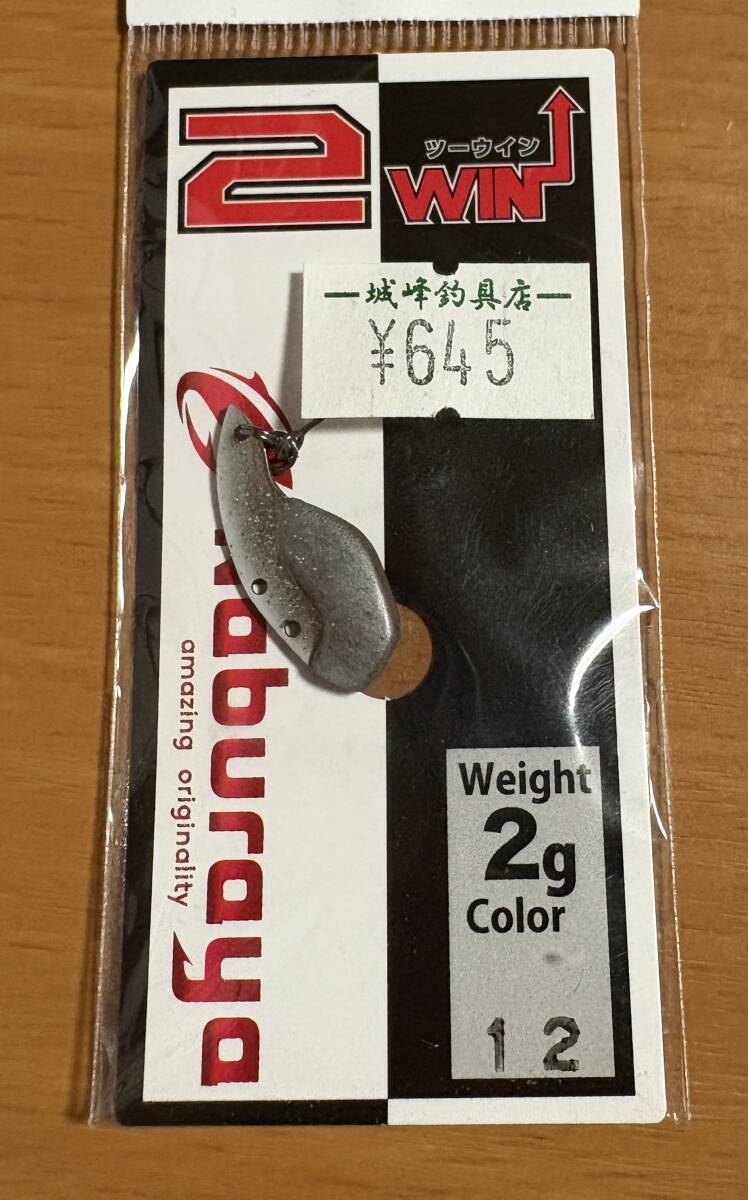 2
ツーウイン
WIN
城峰釣具店
¥645
kaburaya
amazing originality
Weight
2g
Color
12